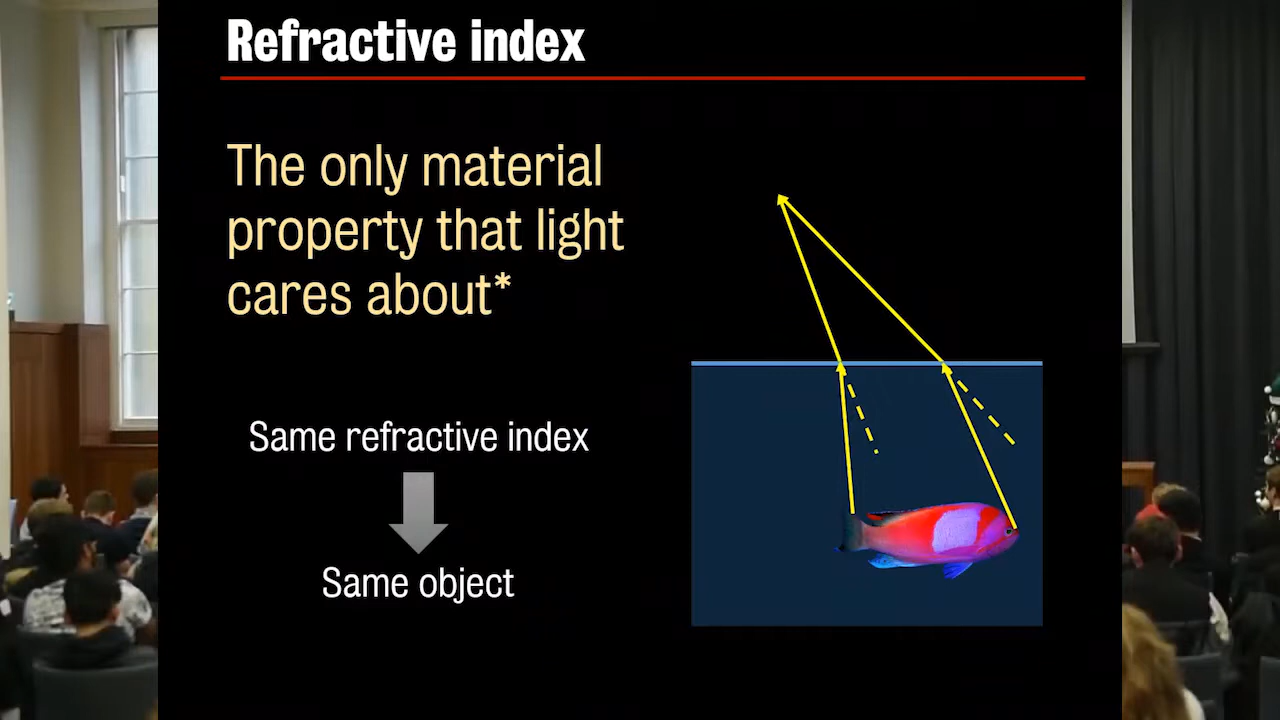 Refractive index
The only material
property that light
cares about*
Same refractive index
Same object